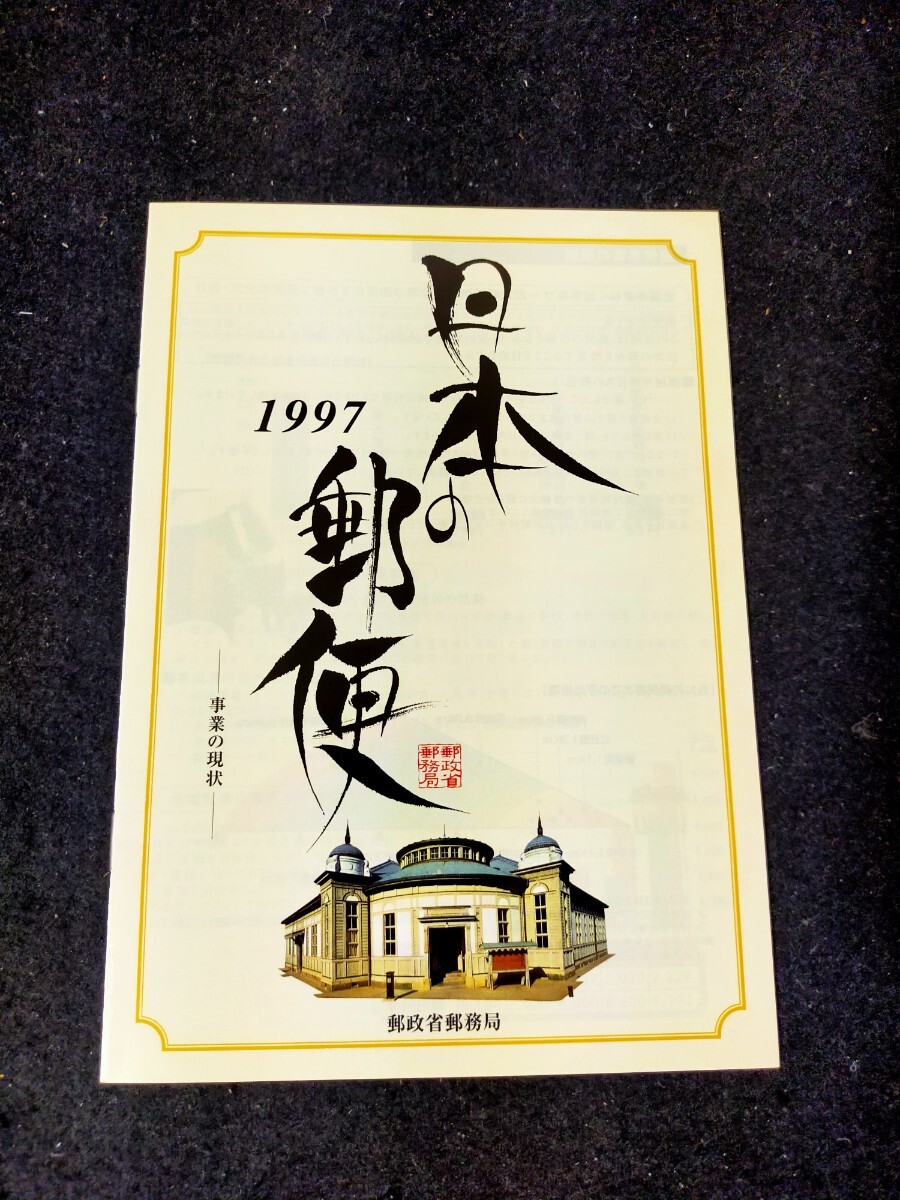 日本の
郵便
1997
事業の現状
郵政省
郵務局
郵政省郵務局